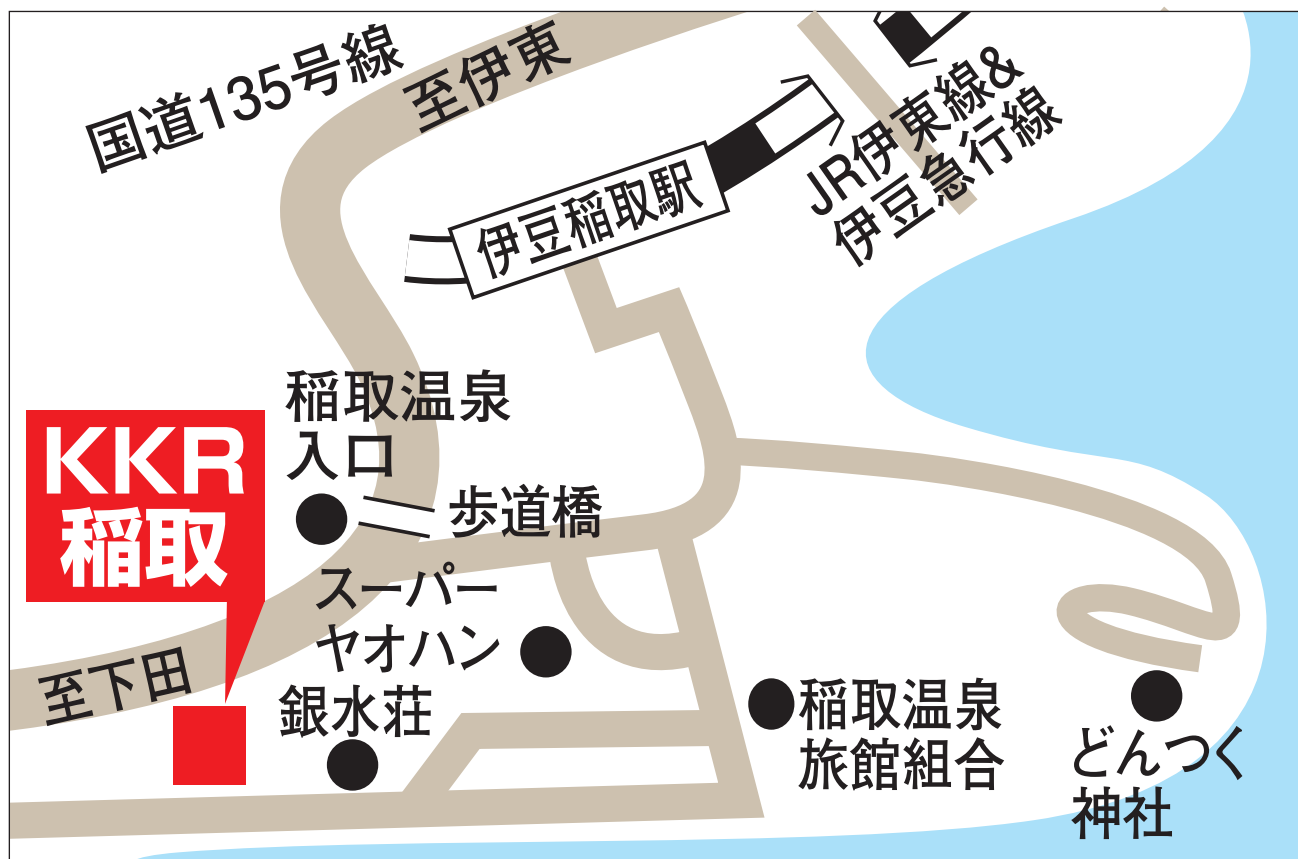 国道135号線
至伊東
JR伊東線&
伊豆急行線
伊豆稲取駅
稲取温泉
入口
KKR
稲取
歩道橋
スーパー
ヤオハン
至下田
銀水荘
稲取温泉
旅館組合
どんつく
神社